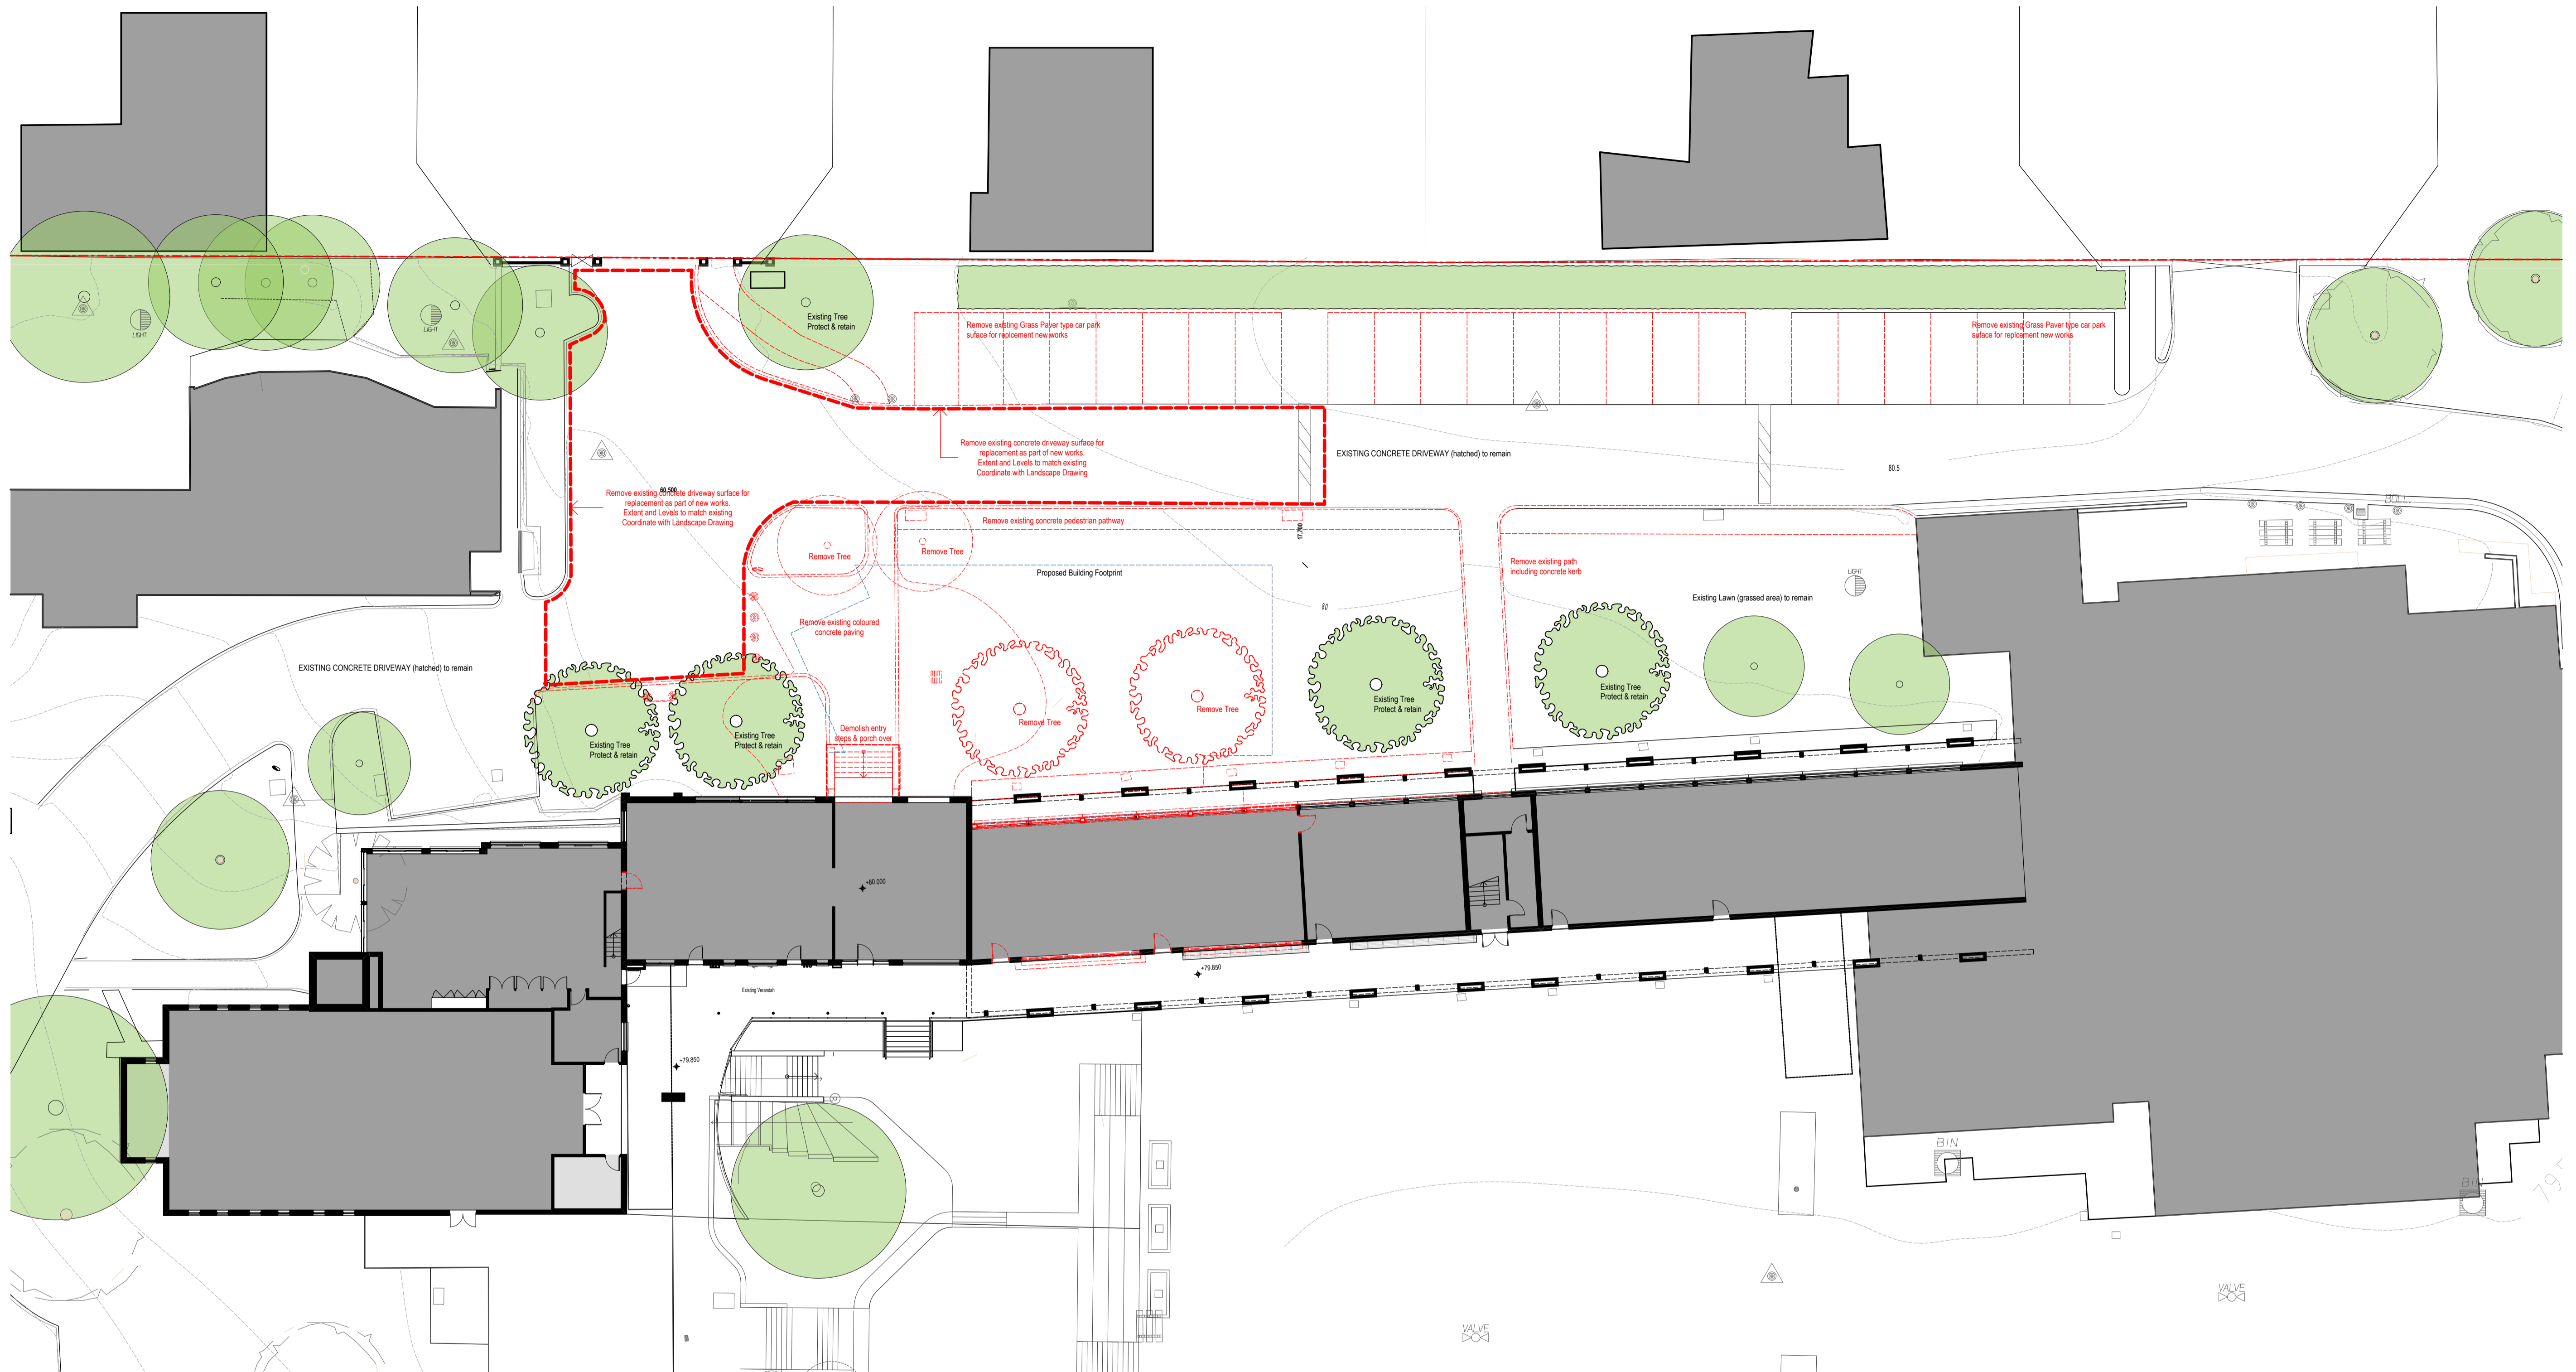 LIGHT
LIGHT
Existing Tree
Protect & retain
Remove existing Grass Paver type car park
suface for replcement new works
Remove existing Grass Paver type car park
suface for replcement new works
Remove existing concrete driveway surface for
replacement as part of new works.
Extent and Levels to match existing
Coordinate with Landscape Drawing
EXISTING CONCRETE DRIVEWAY (hatched) to remain
80.5
60,500
Remove existing concrete driveway surface for
replacement as part of new works.
Extent and Levels to match existing
Coordinate with Landscape Drawing
BOLL.
Remove existing concrete pedestrian pathway
17,700
Remove Tree
Remove Tree
Remove existing path
including concrete kerb
Proposed Building Footprint
LIGHT
Existing Lawn (grassed area) to remain
80
Remove existing coloured
concrete paving
EXISTING CONCRETE DRIVEWAY (hatched) to remain
Existing Tree
Protect & retain
Existing Tree
Protect & retain
Remove Tree
Remove Tree
Demolish entry
steps & porch over
Existing Tree
Protect & retain
Existing Tree
Protect & retain
+80.000
+79.850
Existing Verandah
+79.850
BIN
BIN
VALVE
VALVE